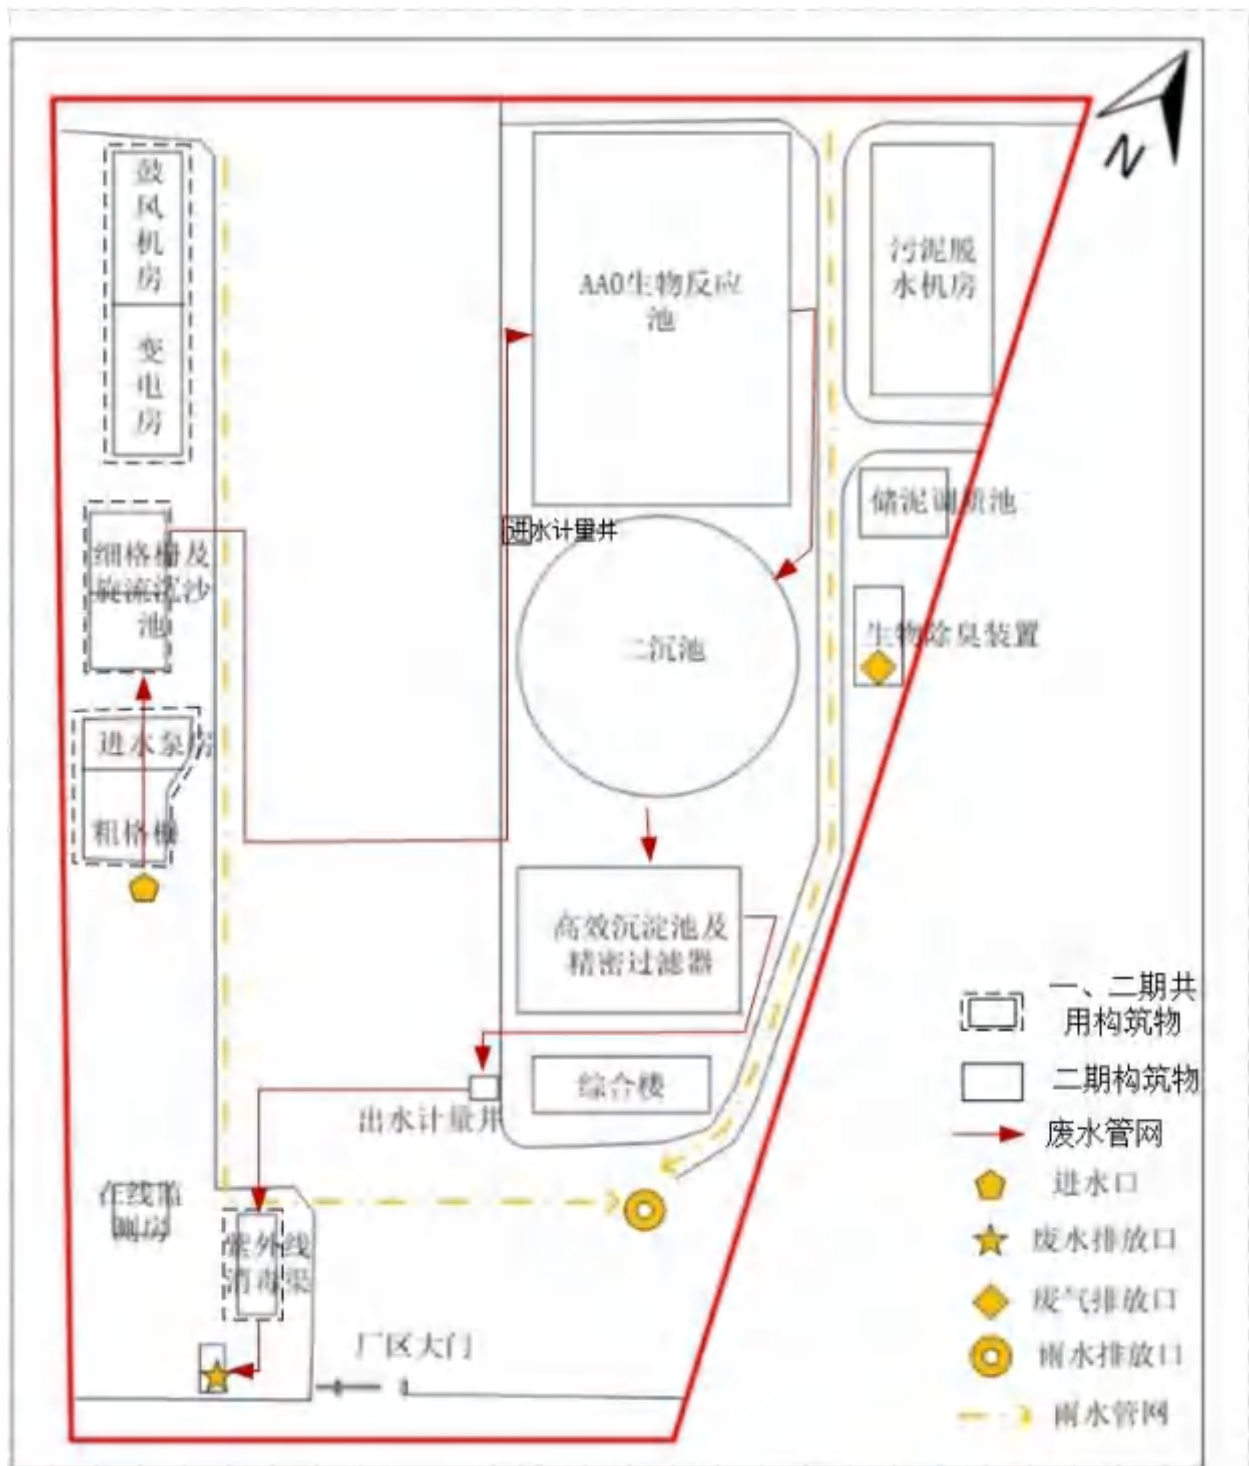 N
鼓
风
机
房
变
电
房
AAO生物反应
池
污泥脱
水机房
储泥调质池
进水计量井
细格栅及
旋流沉沙
池
二沉池
生物除臭装置
进水泵房
粗格栅
高效沉淀池及
精密过滤器
综合楼
出水计量井
在线监
测房
紫外线
消毒渠
厂区大门
一、二期共
用构筑物
二期构筑物
废水管网
进水口
废水排放口
废气排放口
雨水排放口
雨水管网